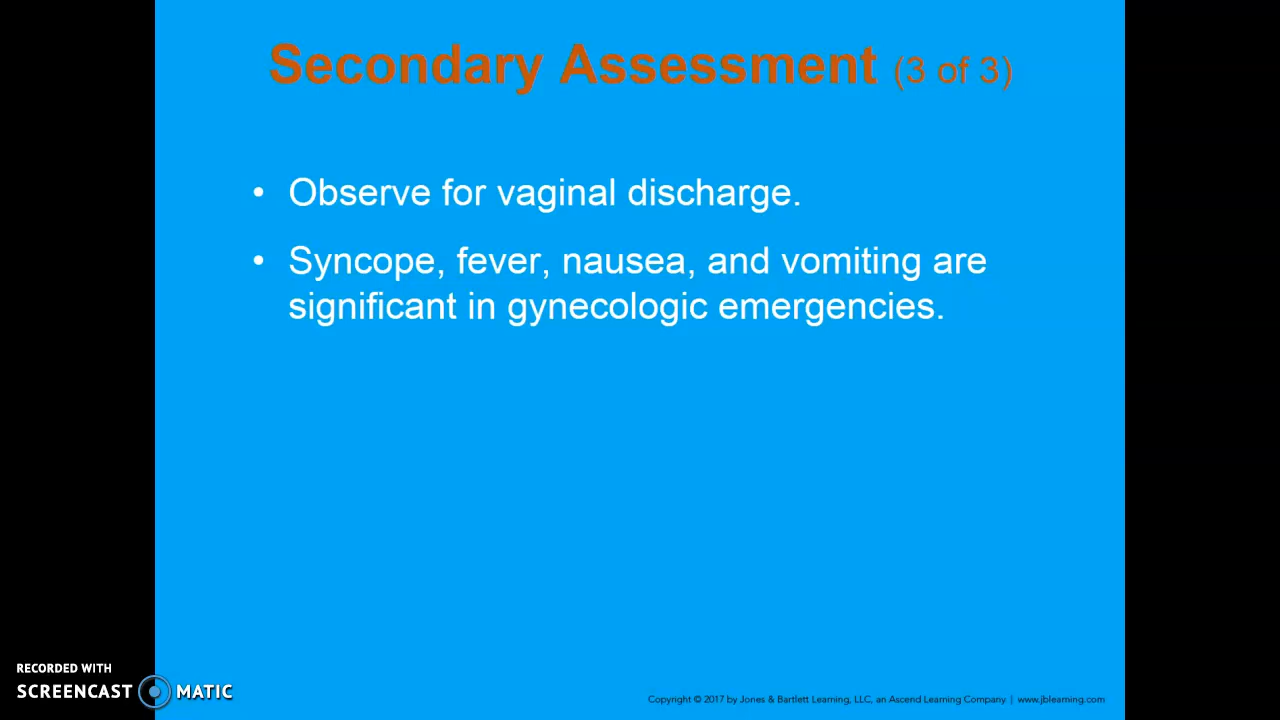 Secondary Assessment (3 of 3)
• Observe for vaginal discharge.
• Syncope, fever, nausea, and vomiting are
significant in gynecologic emergencies.
RECORDED WITH
SCREENCAST MATIC
Copyright © 2017 by Jones & Bartlett Learning, LLC, an Ascend Learning Company | www.jblearning.com